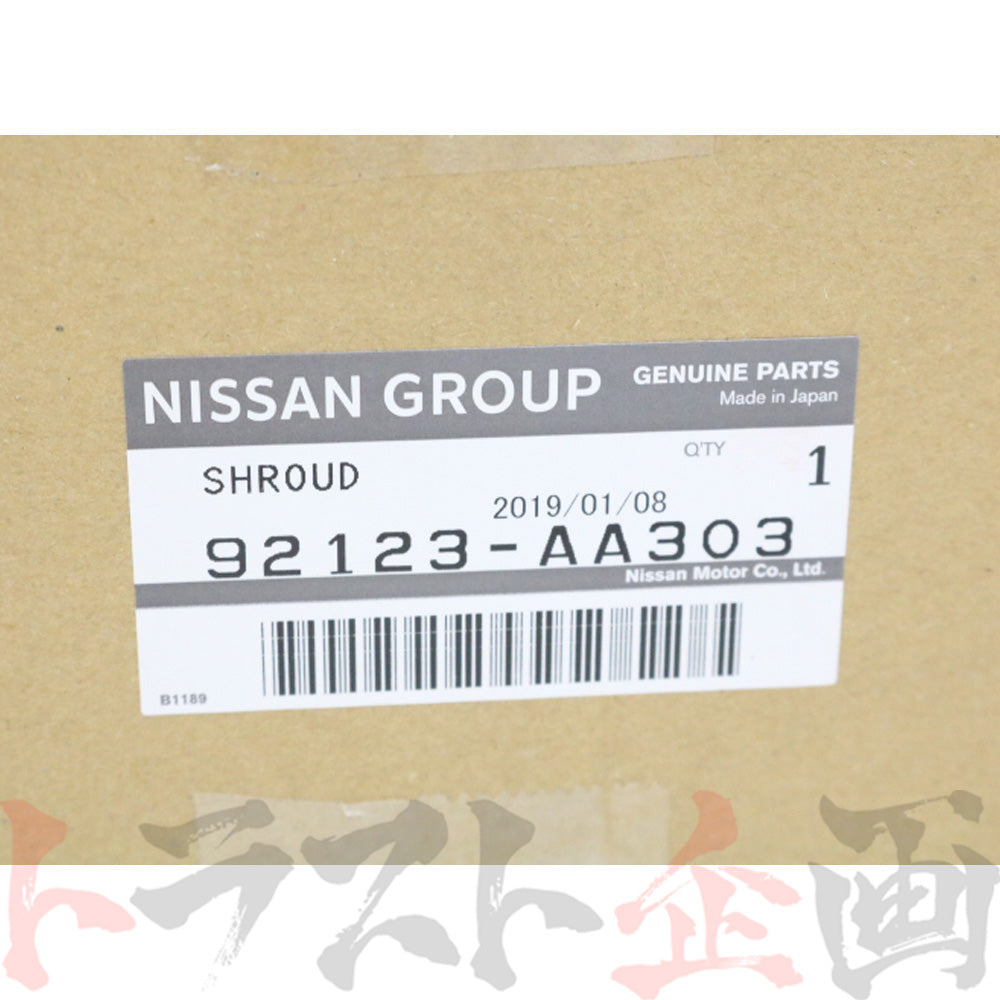 NISSAN GROUP
GENUINE PARTS
Made in Japan
SHROUD
Q'TY
1
2019/01/08
92123-AA303
Nissan Motor Co., Ltd.
B1189
トラスト企画